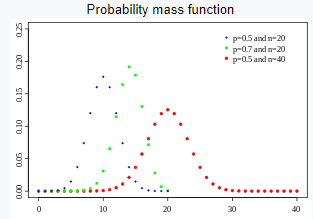 Probability mass function
0.25
0.20
0.15
0.10
0.05
0.00
p=0.5 and n=20
p=0.7 and n=20
p=0.5 and n=40
0 10 20 30 40